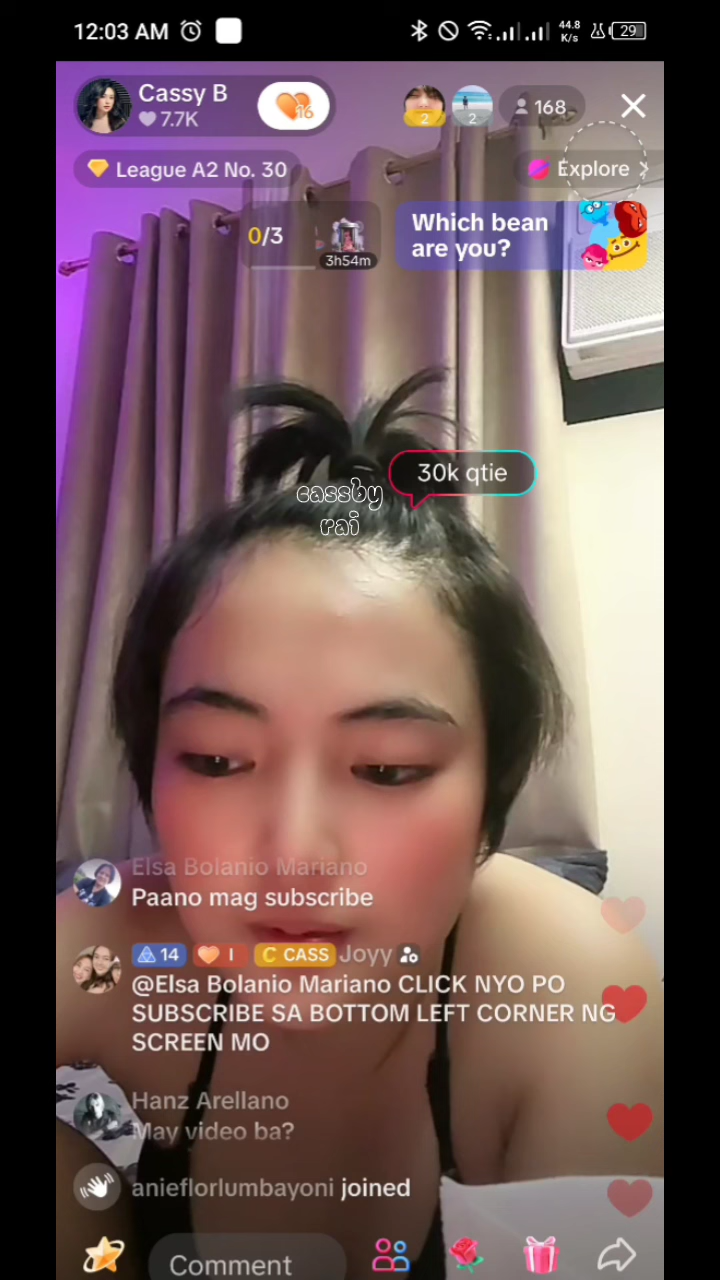 12:03 AM
44.8
K/s
29
Cassy B
7.7K
16
2
2
168
League A2 No. 30
Explore
0/3
3h54m
Which bean
are you?
30k qtie
cassby
rai
Elsa Bolanio Mariano
Paano mag subscribe
14
I
C CASS
Joyy
@Elsa Bolanio Mariano CLICK NYO PO
SUBSCRIBE SA BOTTOM LEFT CORNER NG
SCREEN MO
Hanz Arellano
May video ba?
anieflorlumbayoni joined
Comment